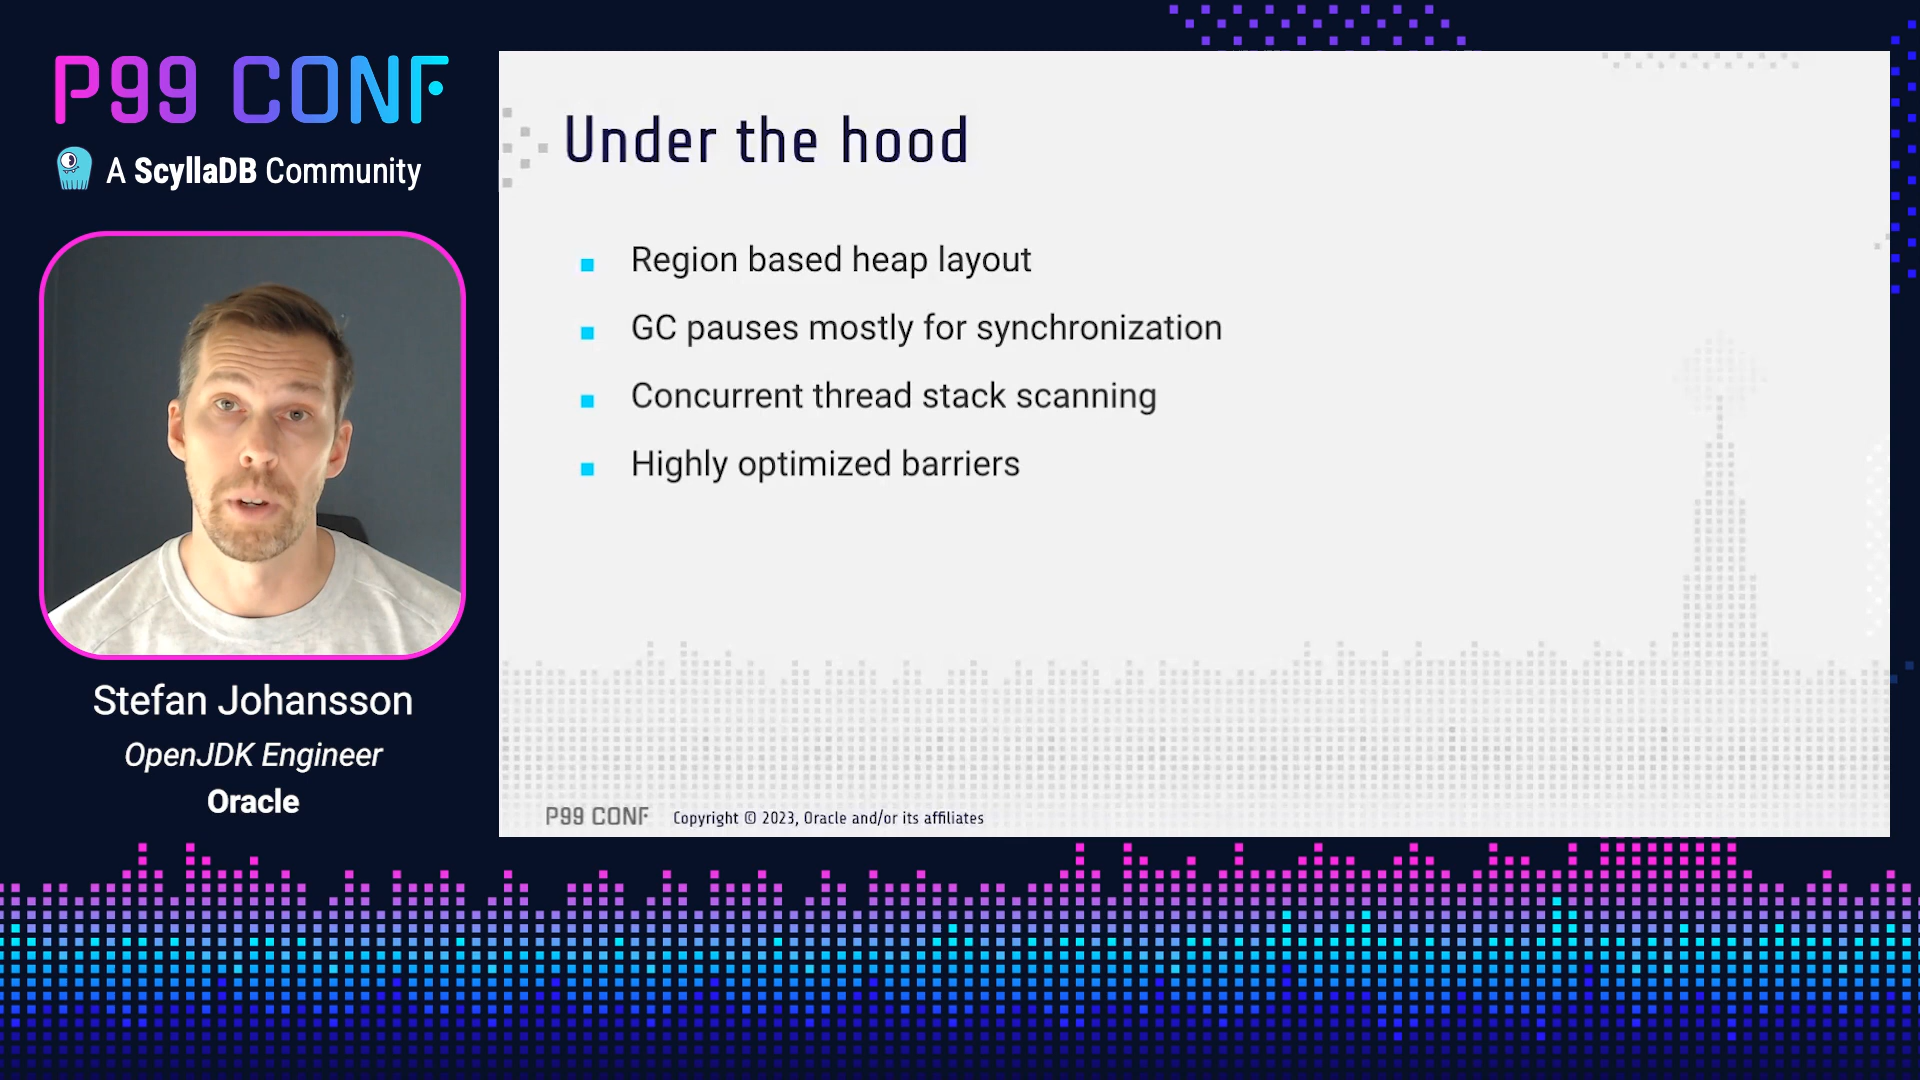 P99 CONF
A ScyllaDB Community
Stefan Johansson
OpenJDK Engineer
Oracle
Under the hood
Region based heap layout
GC pauses mostly for synchronization
Concurrent thread stack scanning
Highly optimized barriers
P99 CONF Copyright © 2023, Oracle and/or its affiliates